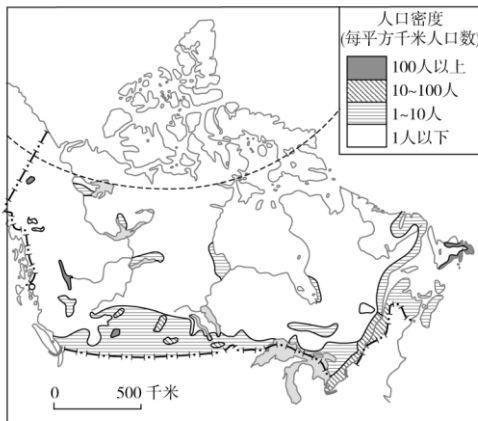 人口密度
(每平方千米人口数)
100人以上
10~100人
1~10人
1人以下
0 500 千米